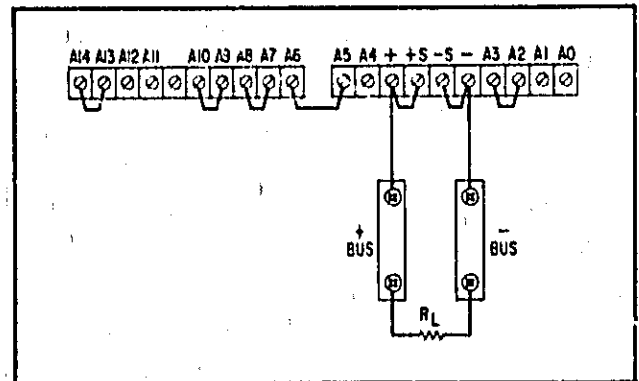 A14 A13 A12 A11 A10 A9 A8 A7 A6 A5 A4 + +S -S - A3 A2 A1 A0
+ BUS
- BUS
RL